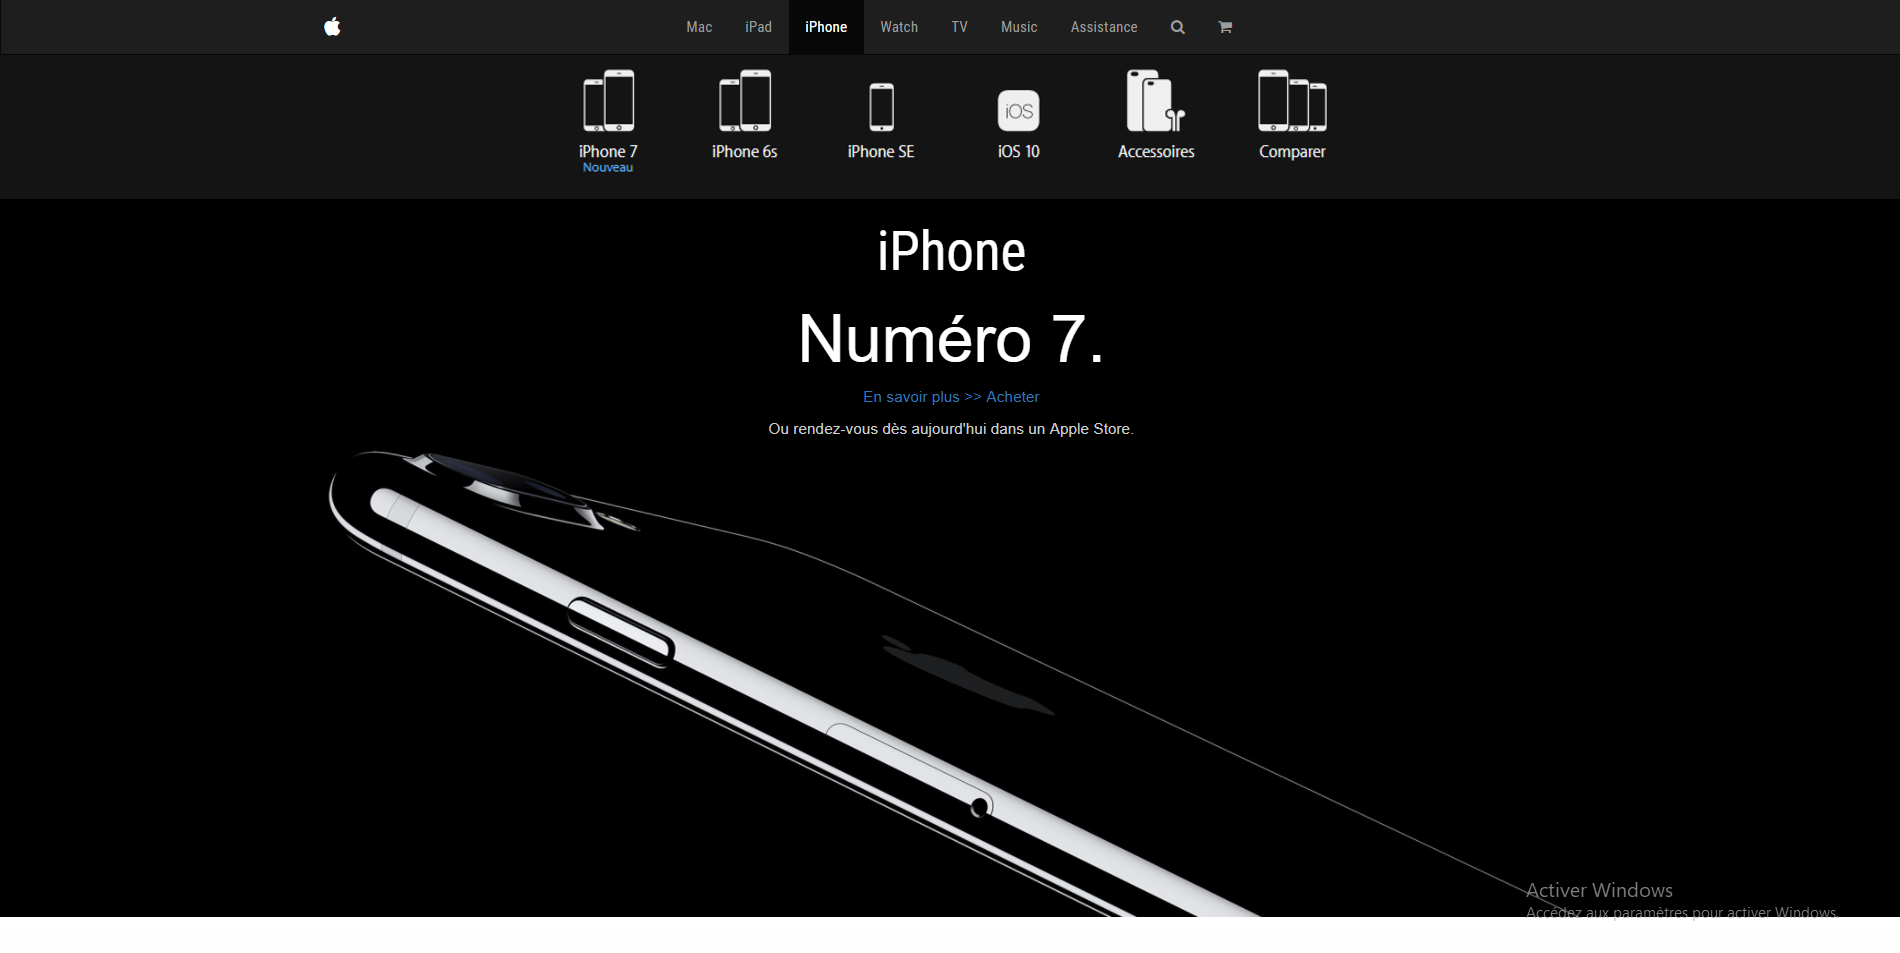 Mac iPad iPhone Watch TV Music Assistance
iOS
iPhone 7 iPhone 6s iPhone SE iOS 10 Accessoires Comparer
Nouveau
iPhone
Numéro 7.
En savoir plus >> Acheter
Ou rendez-vous dès aujourd'hui dans un Apple Store.
Activer Windows
Accédez aux paramètres pour activer Windows.